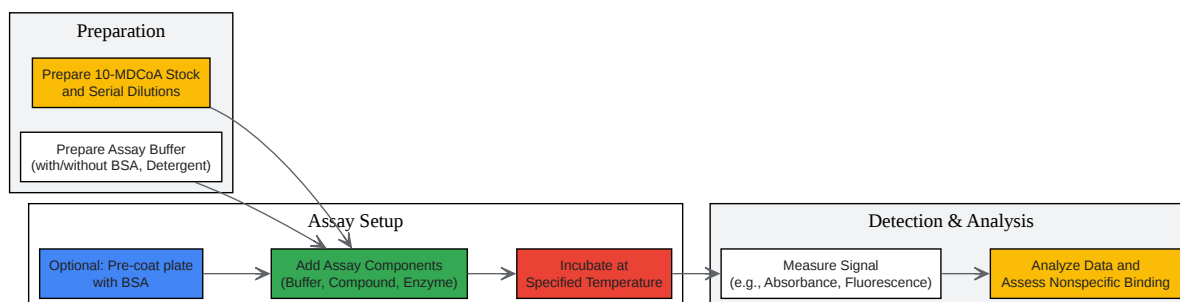 Preparation
Prepare 10-MDCoA Stock
and Serial Dilutions
Prepare Assay Buffer
(with/without BSA, Detergent)
Assay Setup
Optional: Pre-coat plate
with BSA
Add Assay Components
(Buffer, Compound, Enzyme)
Incubate at
Specified Temperature
Detection & Analysis
Measure Signal
(e.g., Absorbance, Fluorescence)
Analyze Data and
Assess Nonspecific Binding